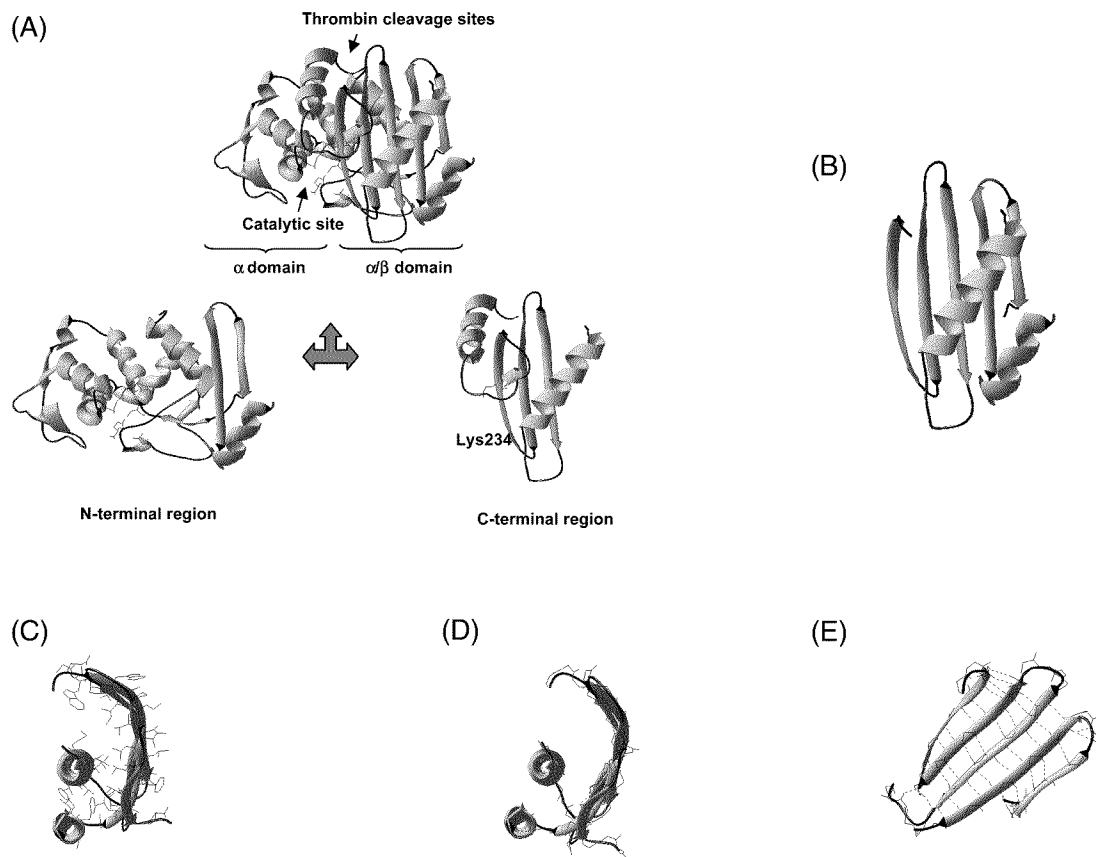 (A)
Thrombin cleavage sites
Catalytic site
α domain
α/β domain
(B)
Lys234
N-terminal region
C-terminal region
(C)
(D)
(E)